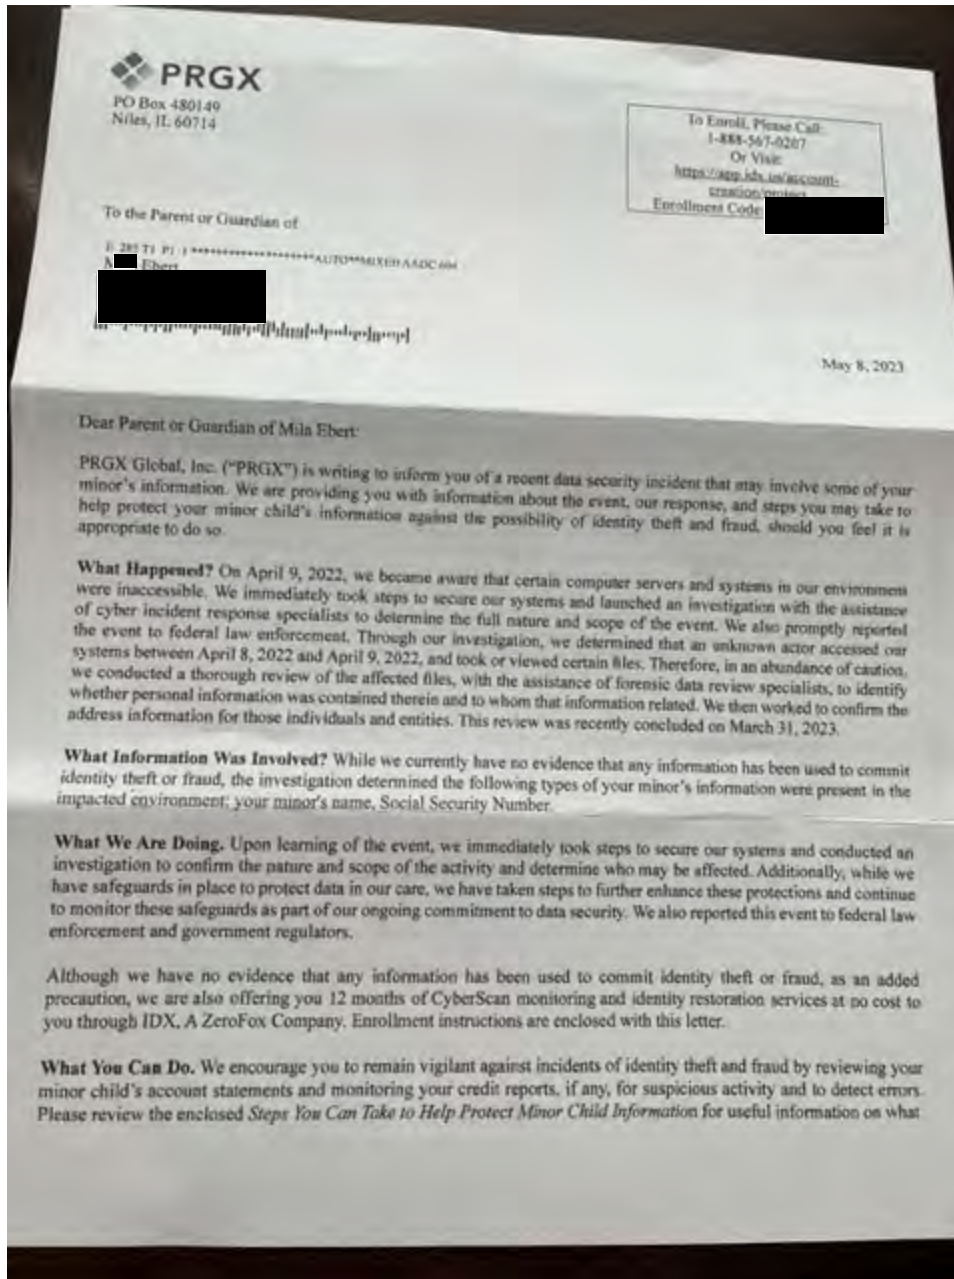 PRGX
PO Box 480149
Niles, IL 60714
To Enroll, Please Call:
1-888-567-0207
Or Visit:
https://app.idx.us/account-
creation/protect
Enrollment Code:
To the Parent or Guardian of
M Ebert
May 8, 2023
Dear Parent or Guardian of Mila Ebert:
PRGX Global, Inc. (“PRGX”) is writing to inform you of a recent data security incident that may involve some of your
minor's information. We are providing you with information about the event, our response, and steps you may take to
help protect your minor child's information against the possibility of identity theft and fraud, should you feel it is
appropriate to do so.
What Happened? On April 9, 2022, we became aware that certain computer servers and systems in our environment
were inaccessible. We immediately took steps to secure our systems and launched an investigation with the assistance
of cyber incident response specialists to determine the full nature and scope of the event. We also promptly reported
the event to federal law enforcement. Through our investigation, we determined that an unknown actor accessed our
systems between April 8, 2022 and April 9, 2022, and took or viewed certain files. Therefore, in an abundance of caution,
we conducted a thorough review of the affected files, with the assistance of forensic data review specialists, to identify
whether personal information was contained therein and to whom that information related. We then worked to confirm the
address information for those individuals and entities. This review was recently concluded on March 31, 2023.
What Information Was Involved? While we currently have no evidence that any information has been used to commit
identity theft or fraud, the investigation determined the following types of your minor's information were present in the
impacted environment: your minor's name, Social Security Number.
What We Are Doing. Upon learning of the event, we immediately took steps to secure our systems and conducted an
investigation to confirm the nature and scope of the activity and determine who may be affected. Additionally, while we
have safeguards in place to protect data in our care, we have taken steps to further enhance these protections and continue
to monitor these safeguards as part of our ongoing commitment to data security. We also reported this event to federal law
enforcement and government regulators.
Although we have no evidence that any information has been used to commit identity theft or fraud, as an added
precaution, we are also offering you 12 months of CyberScan monitoring and identity restoration services at no cost to
you through IDX, A ZeroFox Company. Enrollment instructions are enclosed with this letter.
What You Can Do. We encourage you to remain vigilant against incidents of identity theft and fraud by reviewing your
minor child's account statements and monitoring your credit reports, if any, for suspicious activity and to detect errors.
Please review the enclosed Steps You Can Take to Help Protect Minor Child Information for useful information on what